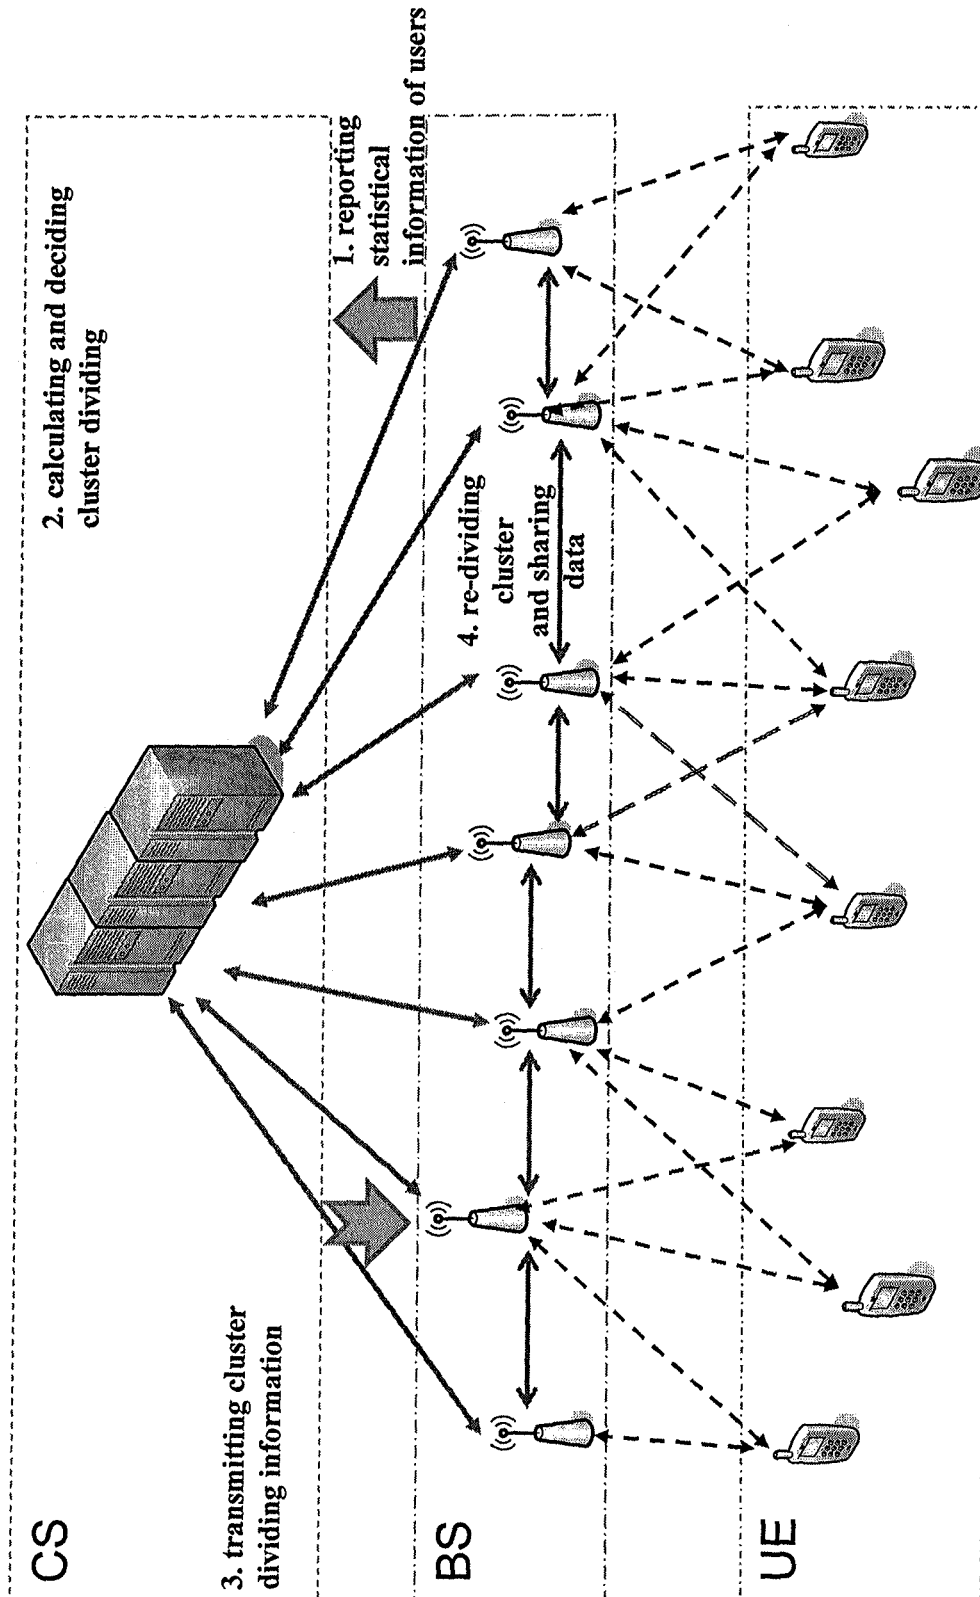 CS
2. calculating and deciding
cluster dividing
3. transmitting cluster
dividing information
1. reporting
statistical
information of users
BS
4. re-dividing
cluster
and sharing
data
UE